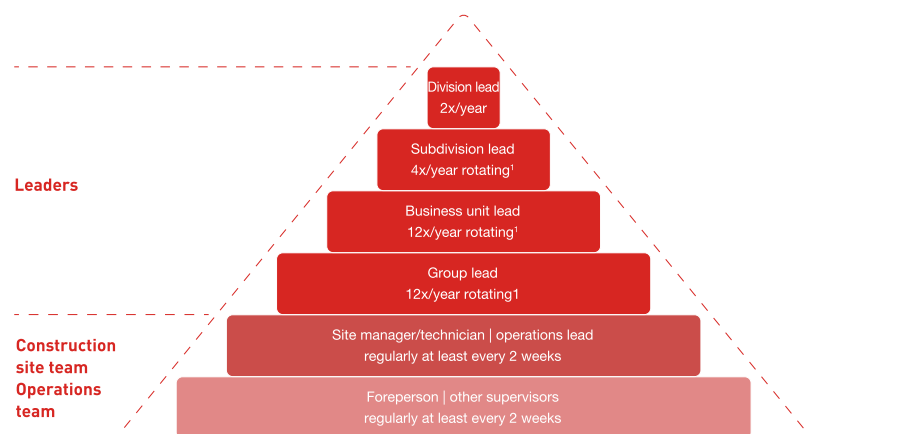 Division lead
2x/year
Subdivision lead
4x/year rotating¹
Leaders
Business unit lead
12x/year rotating¹
Group lead
12x/year rotating1
Construction
site team
Operations
team
Site manager/technician | operations lead
regularly at least every 2 weeks
Foreperson | other supervisors
regularly at least every 2 weeks